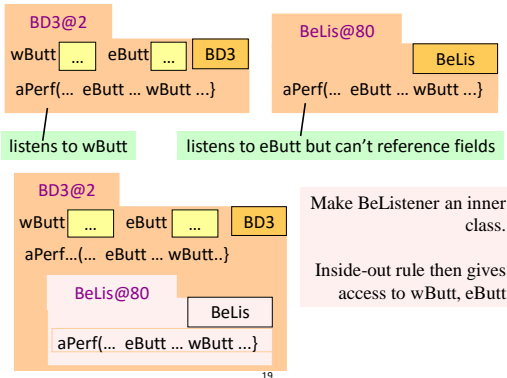 BD3@2
wButt ... eButt ... BD3
aPerf(... eButt ... wButt ...}
BeLis@80
BeLis
aPerf(... eButt ... wButt ...}
listens to wButt
listens to eButt but can't reference fields
BD3@2
wButt ... eButt ... BD3
aPerf...(... eButt ... wButt..}
BeLis@80
BeLis
aPerf(... eButt ... wButt ...}
Make BeListener an inner
class.
Inside-out rule then gives
access to wButt, eButt
19